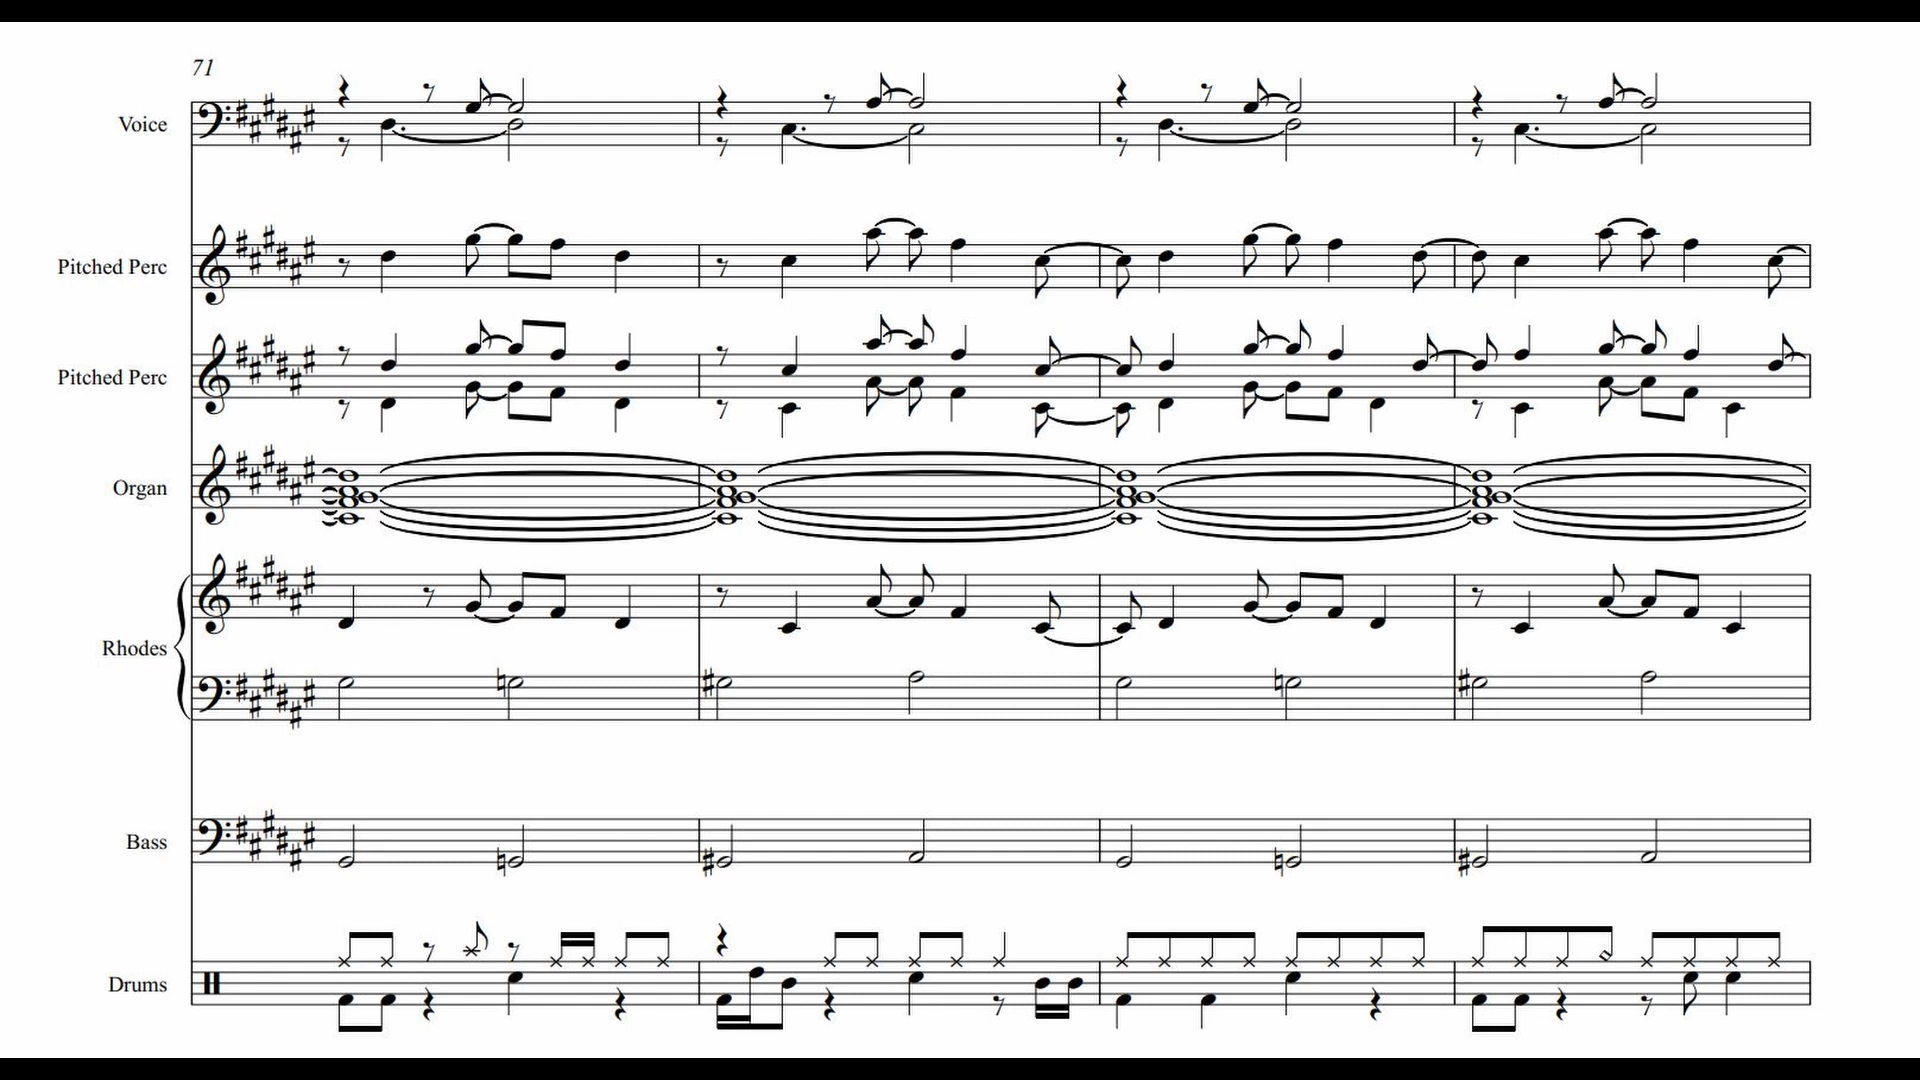 71
Voice
Pitched Perc
Pitched Perc
Organ
Rhodes
Bass
Drums